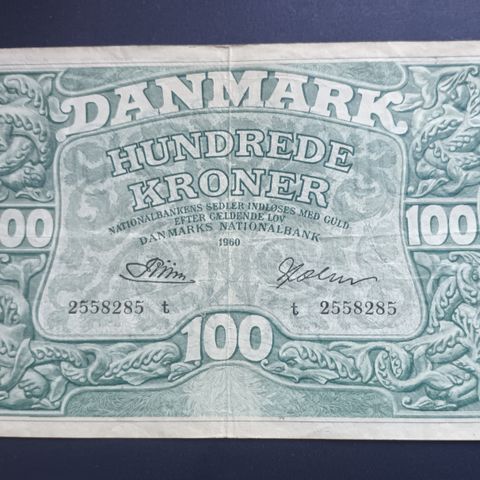 DANMARK
HUNDREDE
KRONER
NATIONALBANKENS SEDLER INDLØSES MED GULD
EFTER GÆLDENDE LOV
DANMARKS NATIONALBANK
1960
00 100
2558285 t t 2558285
100